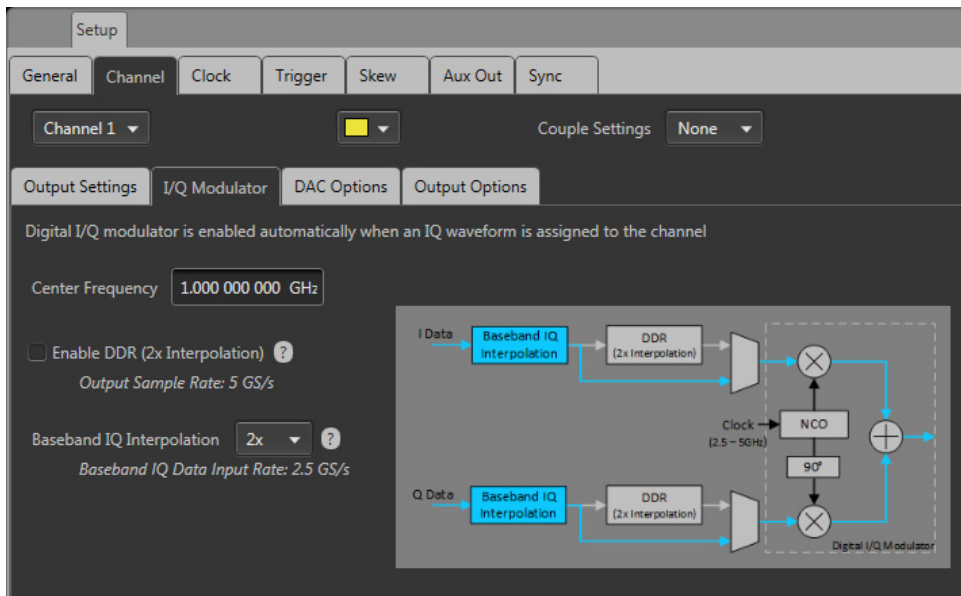 Setup
General Channel Clock Trigger Skew Aux Out Sync
Channel 1 Couple Settings None
Output Settings I/Q Modulator DAC Options Output Options
Digital I/Q modulator is enabled automatically when an IQ waveform is assigned to the channel
Center Frequency 1.000 000 000 GHz
Enable DDR (2x Interpolation) ?
Output Sample Rate: 5 GS/s
Baseband IQ Interpolation 2x ?
Baseband IQ Data Input Rate: 2.5 GS/s
I Data
Baseband IQ
Interpolation
DDR
(2x Interpolation)
Clock
(2.5 – 5GHz)
NCO
90°
Q Data
Baseband IQ
Interpolation
DDR
(2x Interpolation)
Digital I/Q Modulator